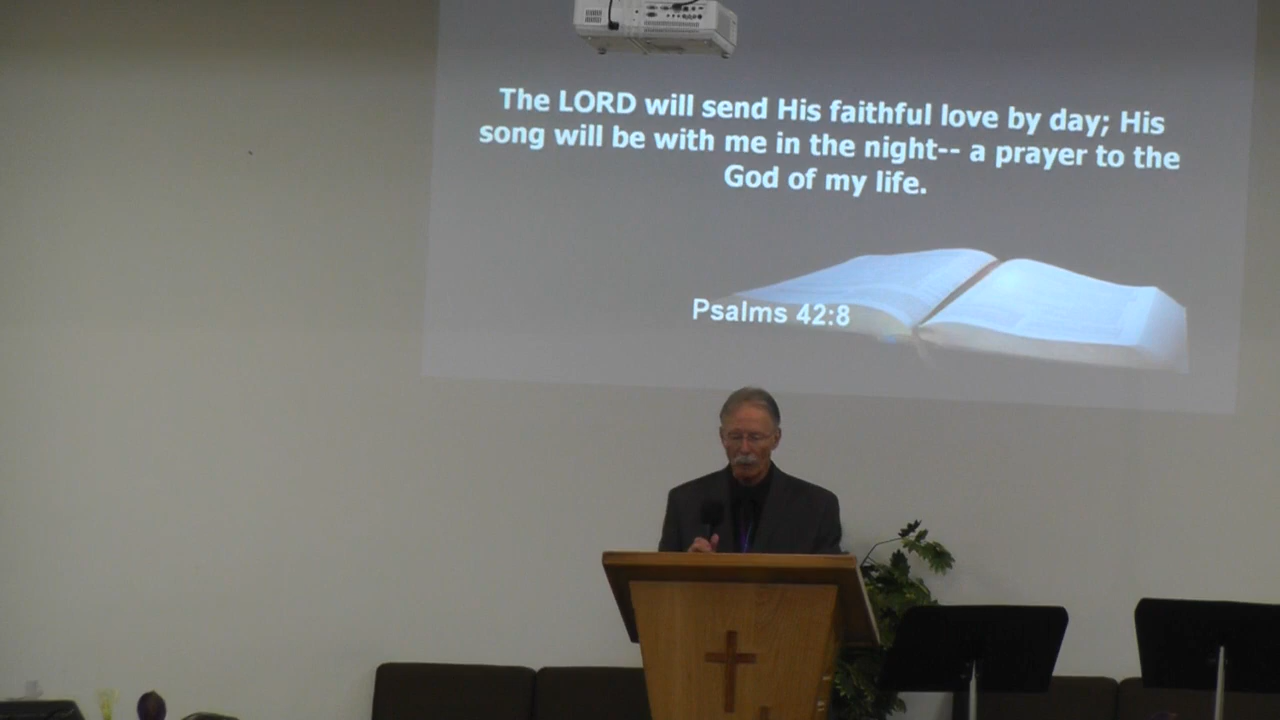 The LORD will send His faithful love by day; His
song will be with me in the night-- a prayer to the
God of my life.
Psalms 42:8